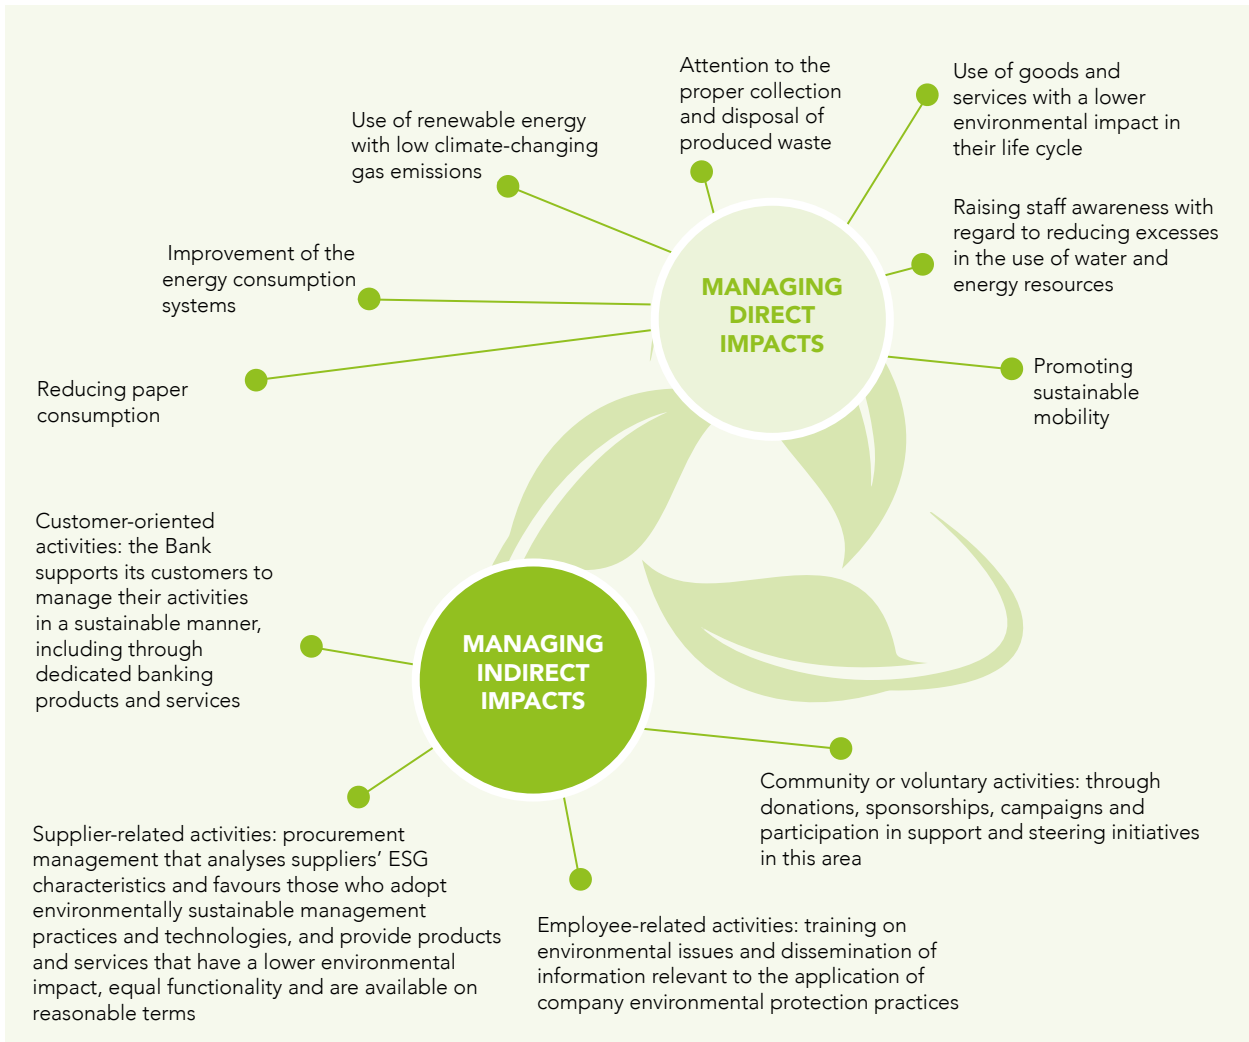 Attention to the
proper collection
and disposal of
produced waste
Use of goods and
services with a lower
environmental impact in
their life cycle
Use of renewable energy
with low climate-changing
gas emissions
Raising staff awareness with
regard to reducing excesses
in the use of water and
energy resources
Improvement of the
energy consumption
systems
MANAGING
DIRECT
IMPACTS
Promoting
sustainable
mobility
Reducing paper
consumption
Customer-oriented
activities: the Bank
supports its customers to
manage their activities
in a sustainable manner,
including through
dedicated banking
products and services
MANAGING
INDIRECT
IMPACTS
Community or voluntary activities: through
donations, sponsorships, campaigns and
participation in support and steering initiatives
in this area
Supplier-related activities: procurement
management that analyses suppliers’ ESG
characteristics and favours those who adopt
environmentally sustainable management
practices and technologies, and provide products
and services that have a lower environmental
impact, equal functionality and are available on
reasonable terms
Employee-related activities: training on
environmental issues and dissemination of
information relevant to the application of
company environmental protection practices